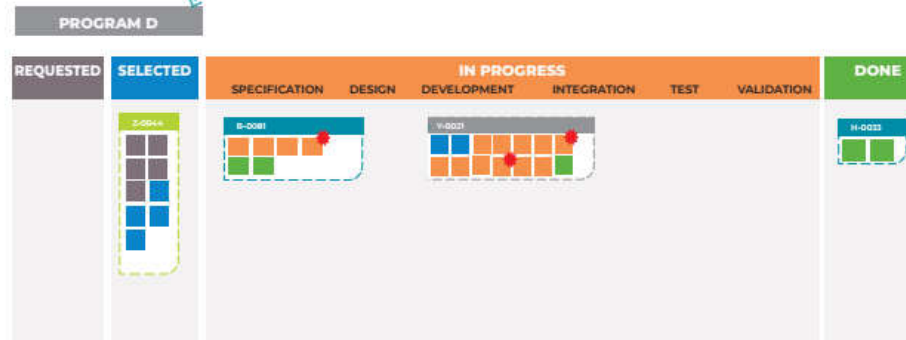 PROGRAM D
REQUESTED SELECTED IN PROGRESS DONE
SPECIFICATION DESIGN DEVELOPMENT INTEGRATION TEST VALIDATION
Z-0044 B-0081 Y-0021 H-0033